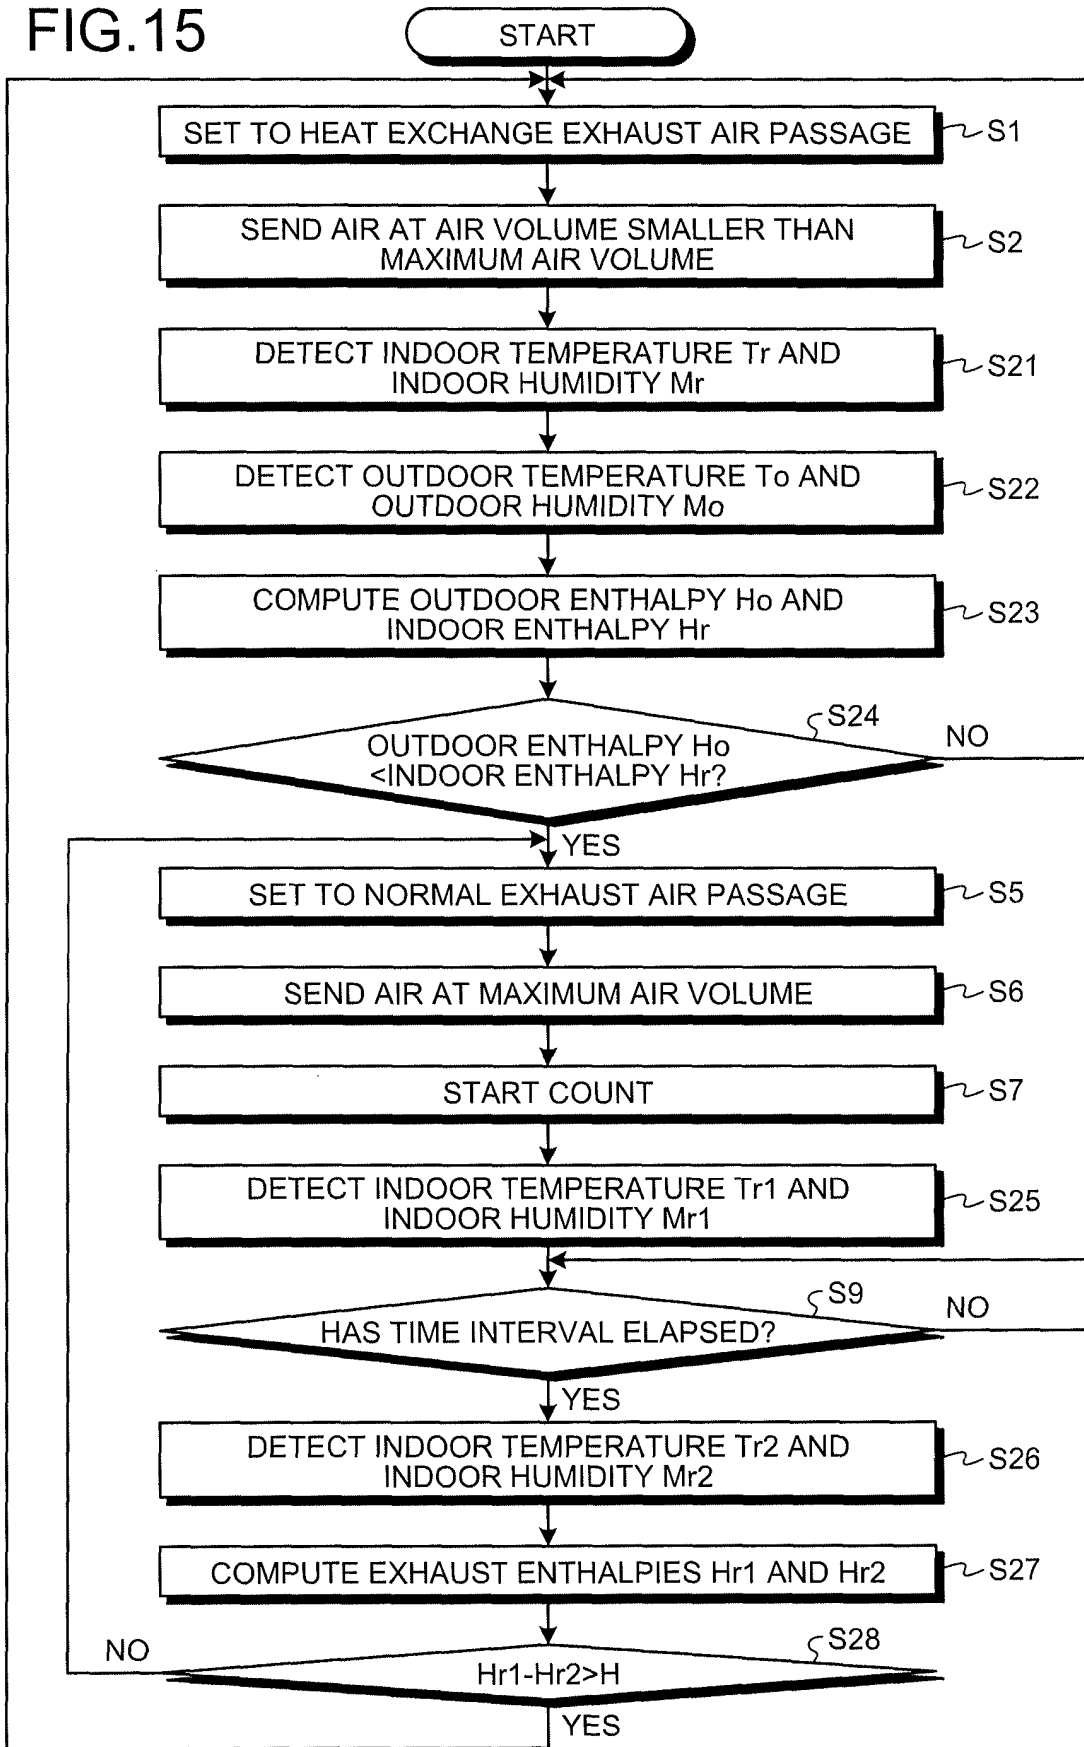 FIG.15
START
SET TO HEAT EXCHANGE EXHAUST AIR PASSAGE
S1
SEND AIR AT AIR VOLUME SMALLER THAN
MAXIMUM AIR VOLUME
S2
DETECT INDOOR TEMPERATURE Tr AND
INDOOR HUMIDITY Mr
S21
DETECT OUTDOOR TEMPERATURE To AND
OUTDOOR HUMIDITY Mo
S22
COMPUTE OUTDOOR ENTHALPY Ho AND
INDOOR ENTHALPY Hr
S23
S24
OUTDOOR ENTHALPY Ho
<INDOOR ENTHALPY Hr?
NO
YES
SET TO NORMAL EXHAUST AIR PASSAGE
S5
SEND AIR AT MAXIMUM AIR VOLUME
S6
START COUNT
S7
DETECT INDOOR TEMPERATURE Tr1 AND
INDOOR HUMIDITY Mr1
S25
S9
HAS TIME INTERVAL ELAPSED?
NO
YES
DETECT INDOOR TEMPERATURE Tr2 AND
INDOOR HUMIDITY Mr2
S26
COMPUTE EXHAUST ENTHALPIES Hr1 AND Hr2
S27
S28
NO
Hr1-Hr2>H
YES